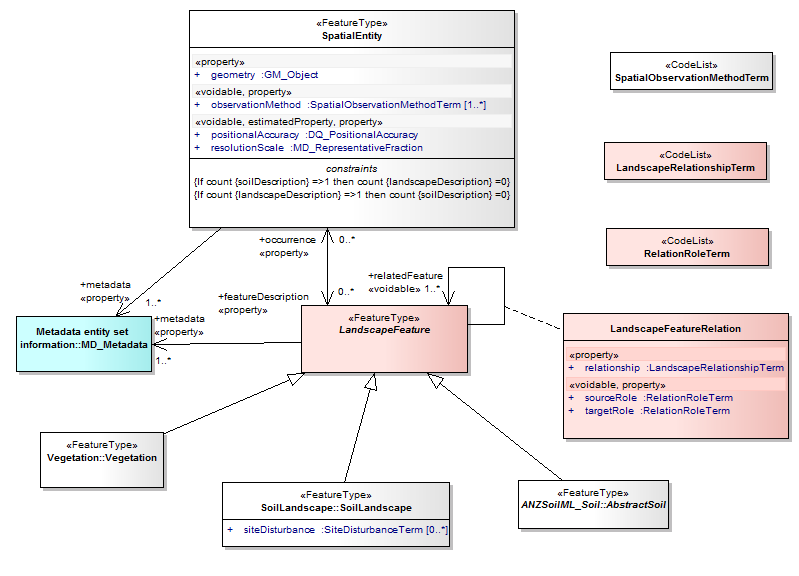 «FeatureType»
SpatialEntity
«property»
+ geometry :GM_Object
«voidable, property»
+ observationMethod :SpatialObservationMethodTerm [1..*]
«voidable, estimatedProperty, property»
+ positionalAccuracy :DQ_PositionalAccuracy
+ resolutionScale :MD_RepresentativeFraction
constraints
{If count {soilDescription} =>1 then count {landscapeDescription} =0}
{If count {landscapeDescription} =>1 then count {soilDescription} =0}
«CodeList»
SpatialObservationMethodTerm
«CodeList»
LandscapeRelationshipTerm
«CodeList»
RelationRoleTerm
+occurrence
«property»
0..*
+metadata
«property»
1..*
+featureDescription
«property»
0..*
+relatedFeature
«voidable» 1..*
+metadata
«property»
1..*
Metadata entity set
information::MD_Metadata
«FeatureType»
LandscapeFeature
LandscapeFeatureRelation
«property»
+ relationship :LandscapeRelationshipTerm
«voidable, property»
+ sourceRole :RelationRoleTerm
+ targetRole :RelationRoleTerm
«FeatureType»
Vegetation::Vegetation
«FeatureType»
SoilLandscape::SoilLandscape
+ siteDisturbance :SiteDisturbanceTerm [0..*]
«FeatureType»
ANZSoilML_Soil::AbstractSoil